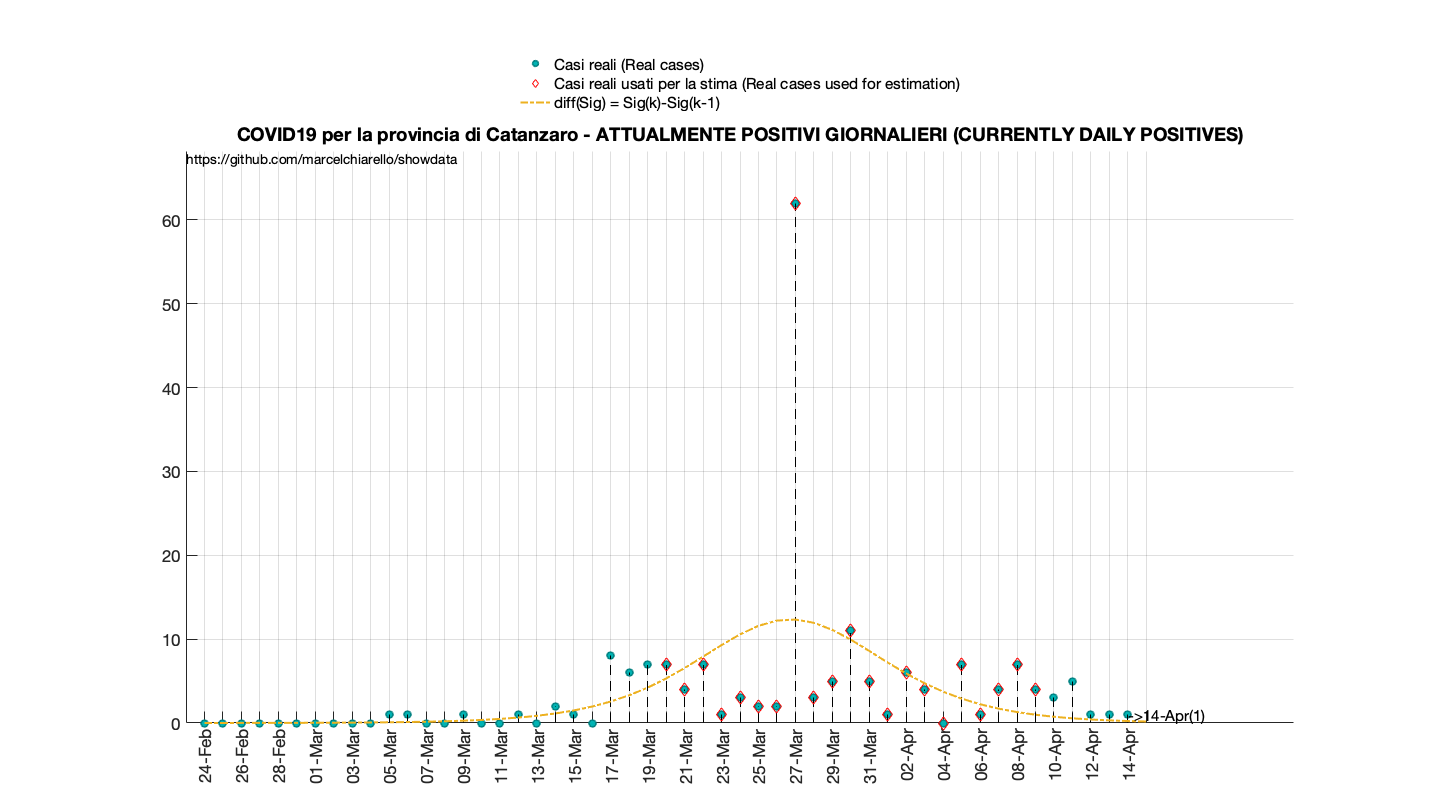 Casi reali (Real cases)
Casi reali usati per la stima (Real cases used for estimation)
diff(Sig) = Sig(k)-Sig(k-1)
COVID19 per la provincia di Catanzaro - ATTUALMENTE POSITIVI GIORNALIERI (CURRENTLY DAILY POSITIVES)
https://github.com/marcelchiarello/showdata
60
50
40
30
20
10
0
->14-Apr(1)
24-Feb
26-Feb
28-Feb
01-Mar
03-Mar
05-Mar
07-Mar
09-Mar
11-Mar
13-Mar
15-Mar
17-Mar
19-Mar
21-Mar
23-Mar
25-Mar
27-Mar
29-Mar
31-Mar
02-Apr
04-Apr
06-Apr
08-Apr
10-Apr
12-Apr
14-Apr